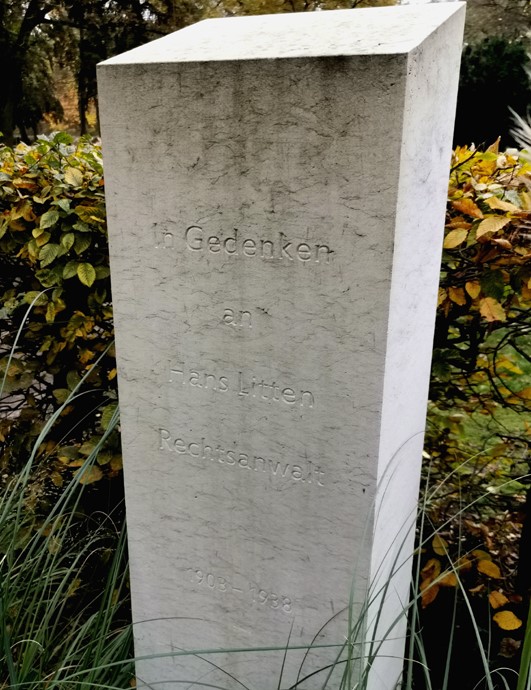 In Gedenken
an
Hans Litten
Rechtsanwalt
1903 – 1938